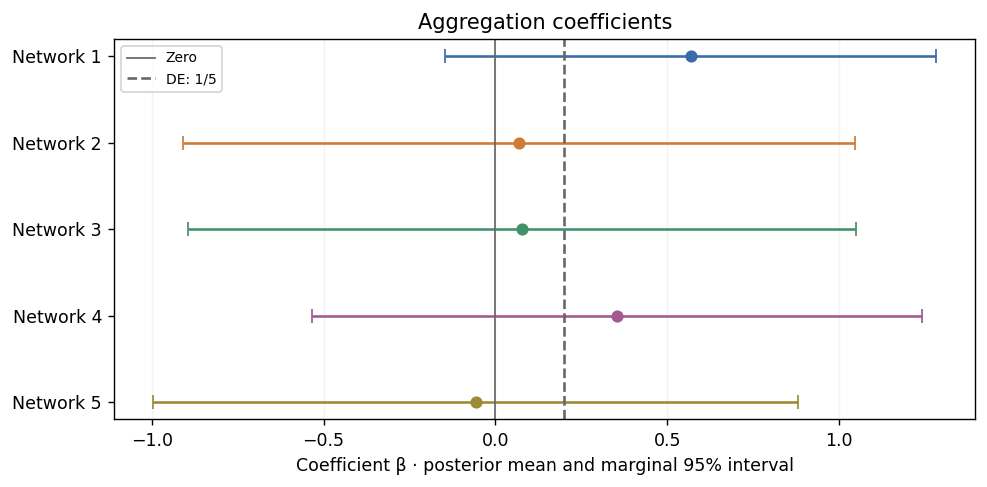 Aggregation coefficients
Network 1
Network 2
Network 3
Network 4
Network 5
Zero
DE: 1/5
−1.0
−0.5
0.0
0.5
1.0
Coefficient β · posterior mean and marginal 95% interval